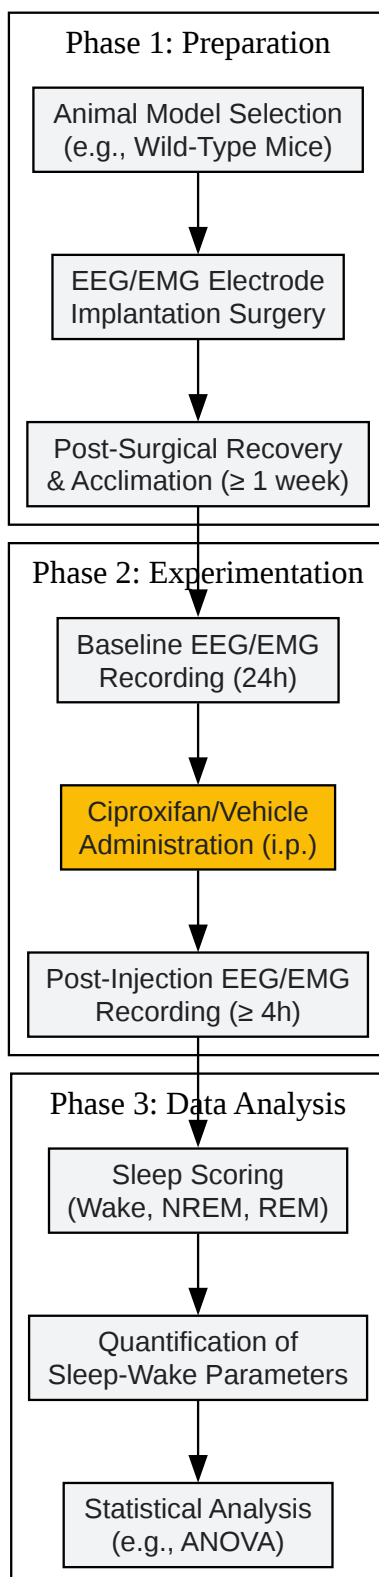 Phase 1: Preparation
Animal Model Selection
(e.g., Wild-Type Mice)
EEG/EMG Electrode
Implantation Surgery
Post-Surgical Recovery
& Acclimation (≥ 1 week)
Phase 2: Experimentation
Baseline EEG/EMG
Recording (24h)
Ciproxifan/Vehicle
Administration (i.p.)
Post-Injection EEG/EMG
Recording (≥ 4h)
Phase 3: Data Analysis
Sleep Scoring
(Wake, NREM, REM)
Quantification of
Sleep-Wake Parameters
Statistical Analysis
(e.g., ANOVA)